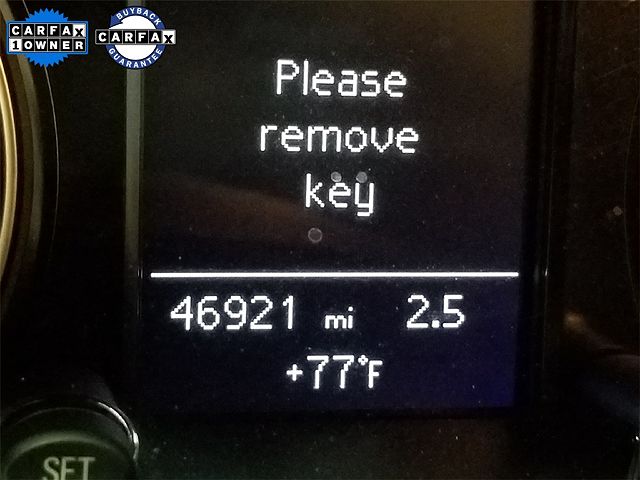 CARFAX
1 OWNER
BUYBACK
CARFAX
GUARANTEE
Please
remove
key
46921 mi 2.5
+77°F
SET